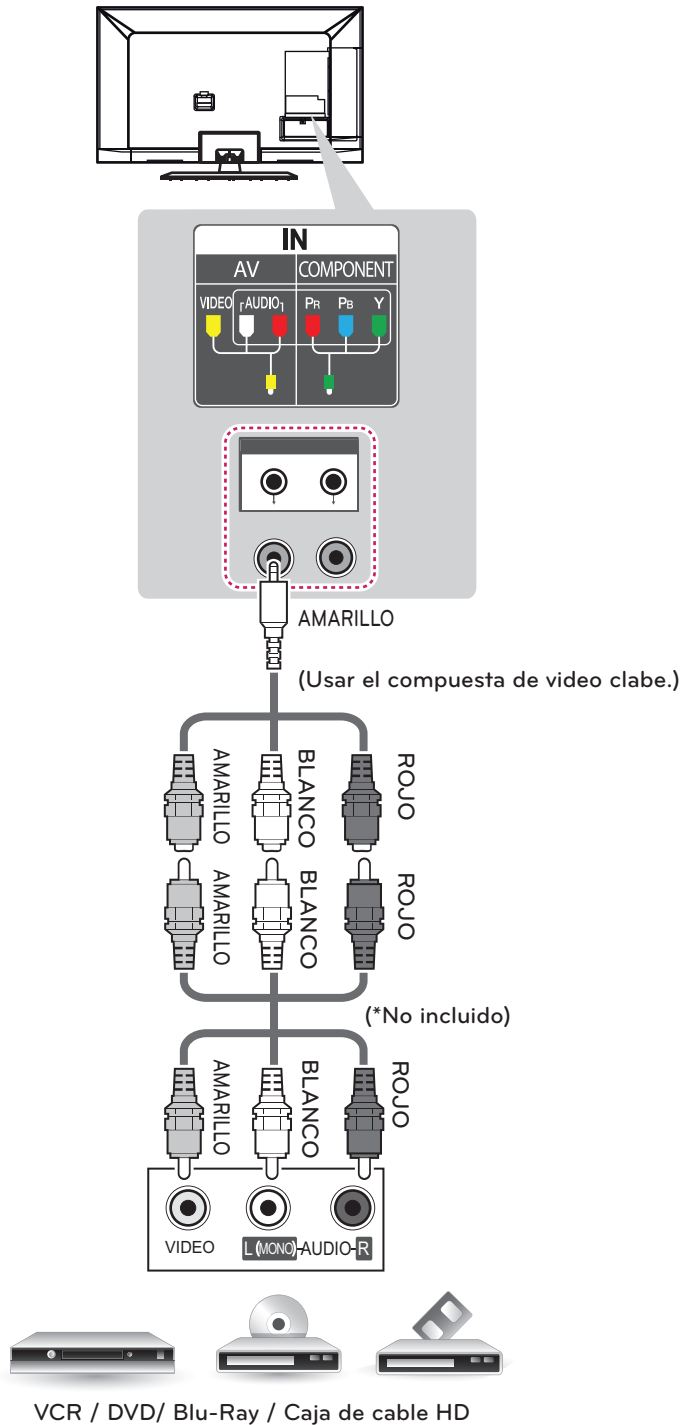 IN
AV COMPONENT
VIDEO AUDIO PR PB Y
AMARILLO
(Usar el compuesta de video clabe.)
AMARILLO BLANCO ROJO
AMARILLO BLANCO ROJO
(*No incluido)
AMARILLO BLANCO ROJO
VIDEO L(MONO)-AUDIO-R
VCR / DVD/ Blu-Ray / Caja de cable HD